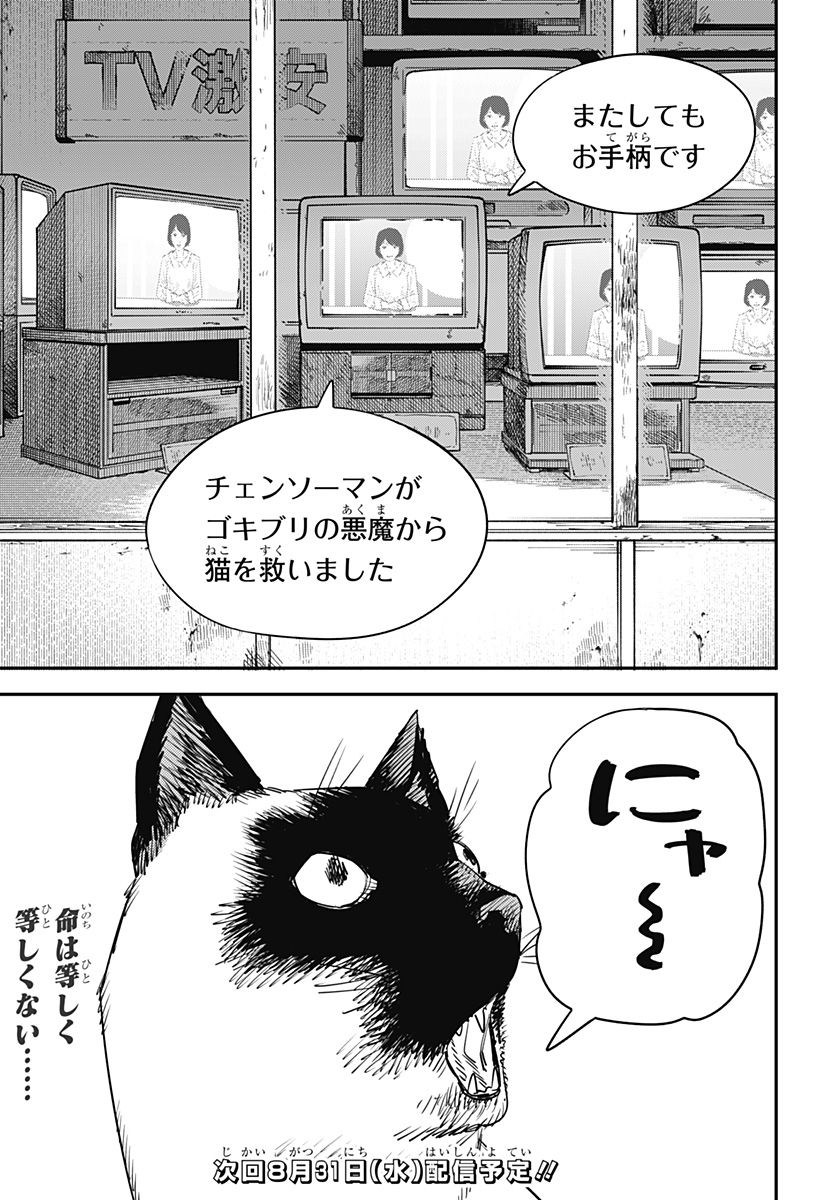 TV激安
またしても
お手柄です
チェンソーマンが
ゴキブリの悪魔から
猫を救いました
にゃ〜
命は等しく
等しくない……
次回8月31日(水)配信予定!!